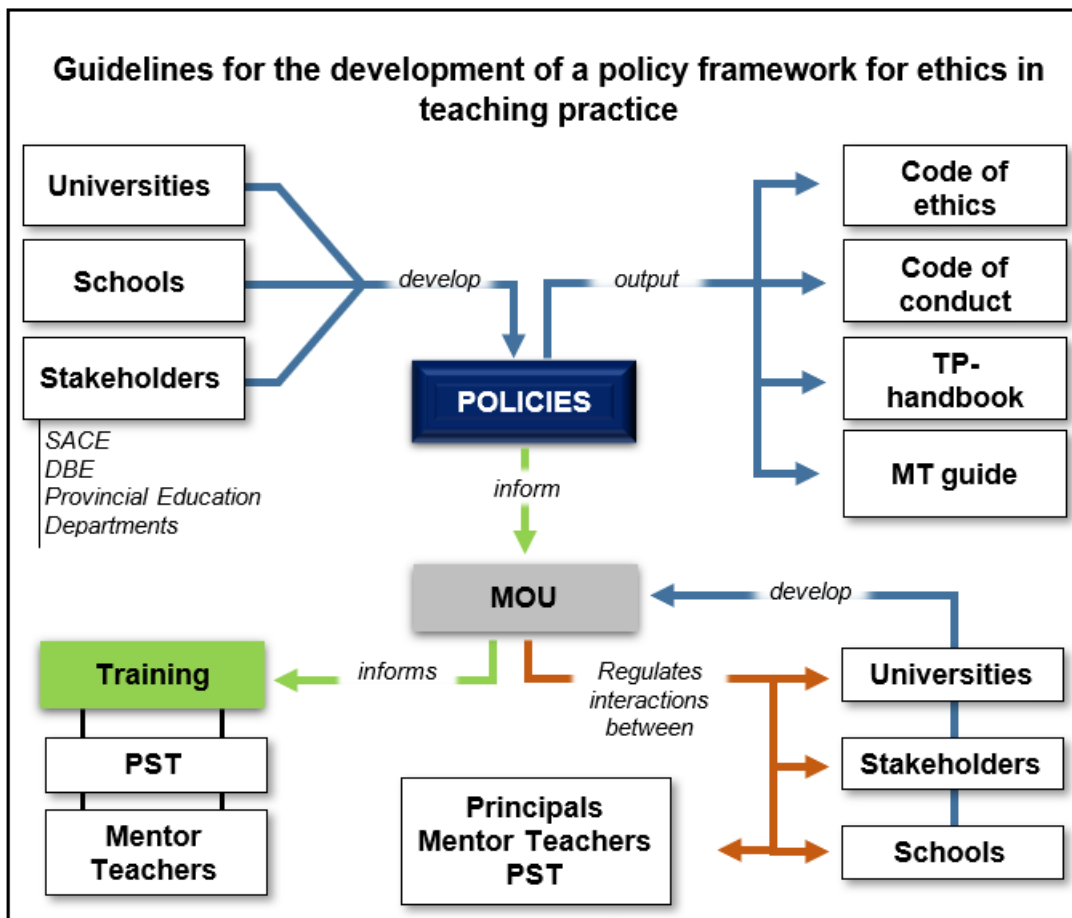 Guidelines for the development of a policy framework for ethics in
teaching practice
Universities
Schools
Stakeholders
SACE
DBE
Provincial Education
Departments
develop
POLICIES
output
Code of
ethics
Code of
conduct
TP-
handbook
MT guide
inform
MOU
develop
informs
Training
PST
Mentor
Teachers
Regulates
interactions
between
Universities
Stakeholders
Schools
Principals
Mentor Teachers
PST